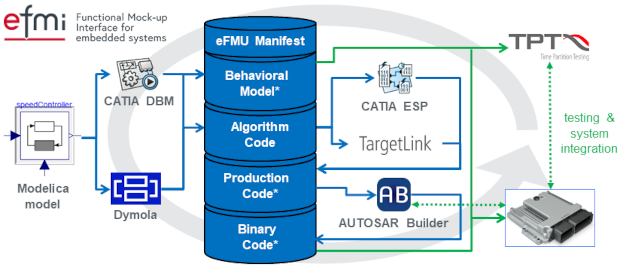 efmi
Functional Mock-up
Interface for
embedded systems
eFMU Manifest
Behavioral
Model*
Algorithm
Code
Production
Code*
Binary
Code*
speedController
Modelica
model
CATIA DBM
Dymola
CATIA ESP
TargetLink
AB
AUTOSAR Builder
TPT
Time Partition Testing
testing &
system
integration